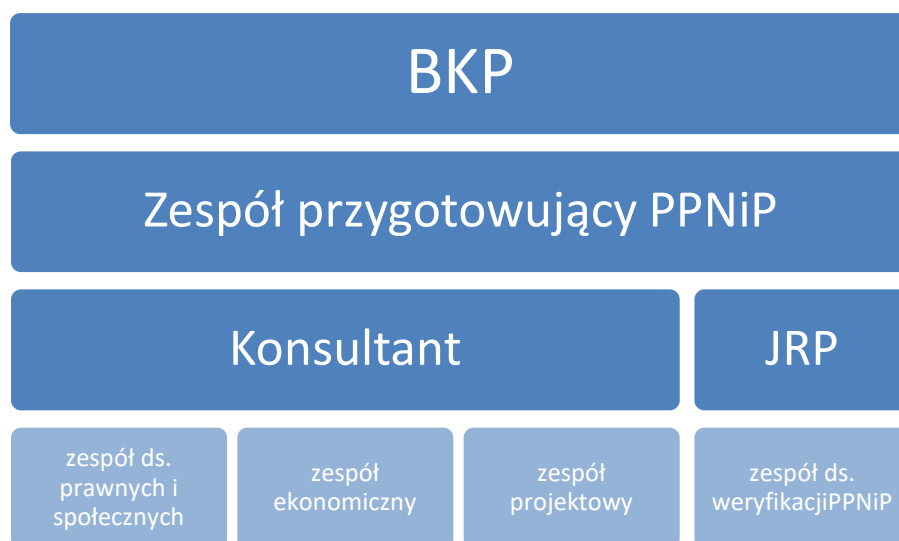 BKP
Zespół przygotowujący PPNiP
Konsultant
JRP
zespół ds.
prawnych i
społecznych
zespół
ekonomiczny
zespół
projektowy
zespół ds.
weryfikacjiPPNiP